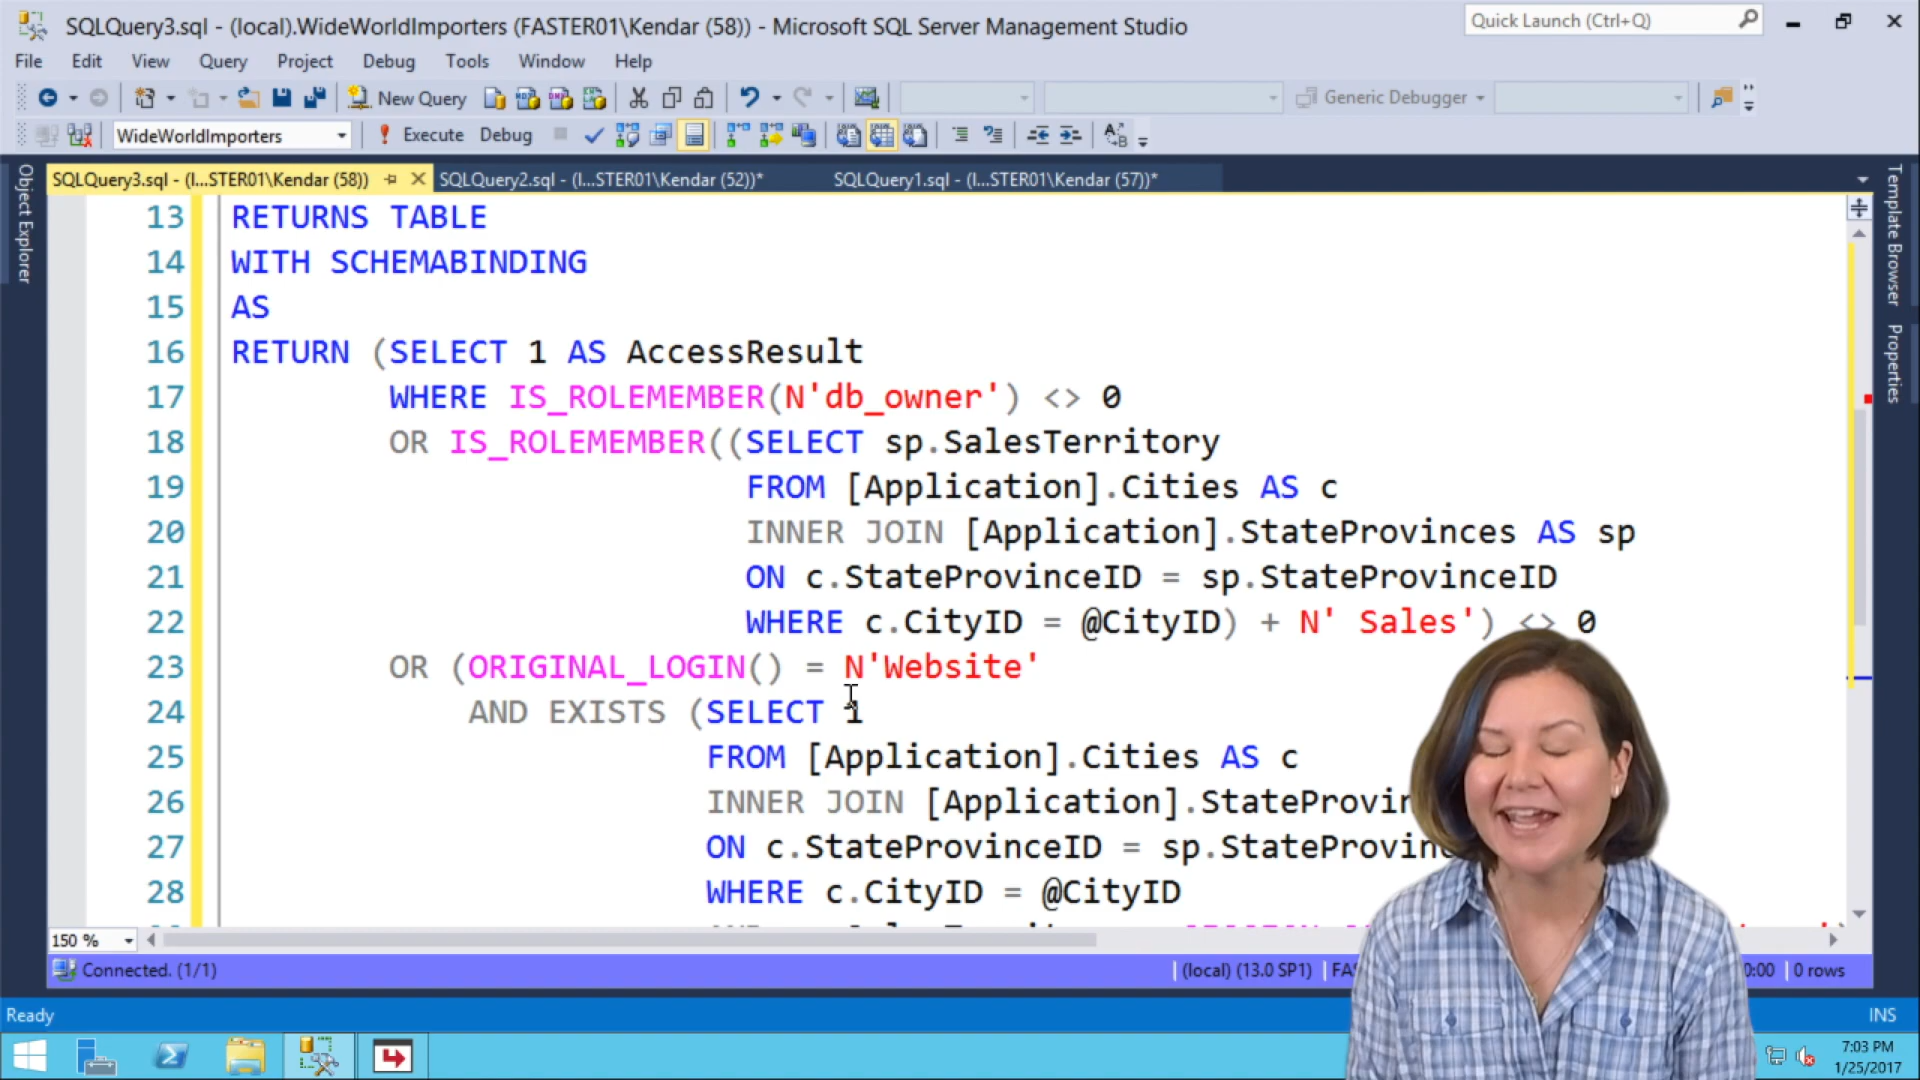 SQLQuery3.sql - (local).WideWorldImporters (FASTER01\Kendar (58)) - Microsoft SQL Server Management Studio
Quick Launch (Ctrl+Q)
File Edit View Query Project Debug Tools Window Help
New Query
Generic Debugger
WideWorldImporters
Execute Debug
SQLQuery3.sql - (l...STER01\Kendar (58))
SQLQuery2.sql - (l...STER01\Kendar (52))*
SQLQuery1.sql - (l...STER01\Kendar (57))*
Object Explorer
Template Browser
Properties
13 RETURNS TABLE
14 WITH SCHEMABINDING
15 AS
16 RETURN (SELECT 1 AS AccessResult
17 WHERE IS_ROLEMEMBER(N'db_owner') <> 0
18 OR IS_ROLEMEMBER((SELECT sp.SalesTerritory
19 FROM [Application].Cities AS c
20 INNER JOIN [Application].StateProvinces AS sp
21 ON c.StateProvinceID = sp.StateProvinceID
22 WHERE c.CityID = @CityID) + N' Sales') <> 0
23 OR (ORIGINAL_LOGIN() = N'Website'
24 AND EXISTS (SELECT 1
25 FROM [Application].Cities AS c
26 INNER JOIN [Application].StateProvin
27 ON c.StateProvinceID = sp.StateProvinc
28 WHERE c.CityID = @CityID
150 %
Connected. (1/1)
(local) (13.0 SP1) FAS
0:00 0 rows
Ready
INS
7:03 PM
1/25/2017